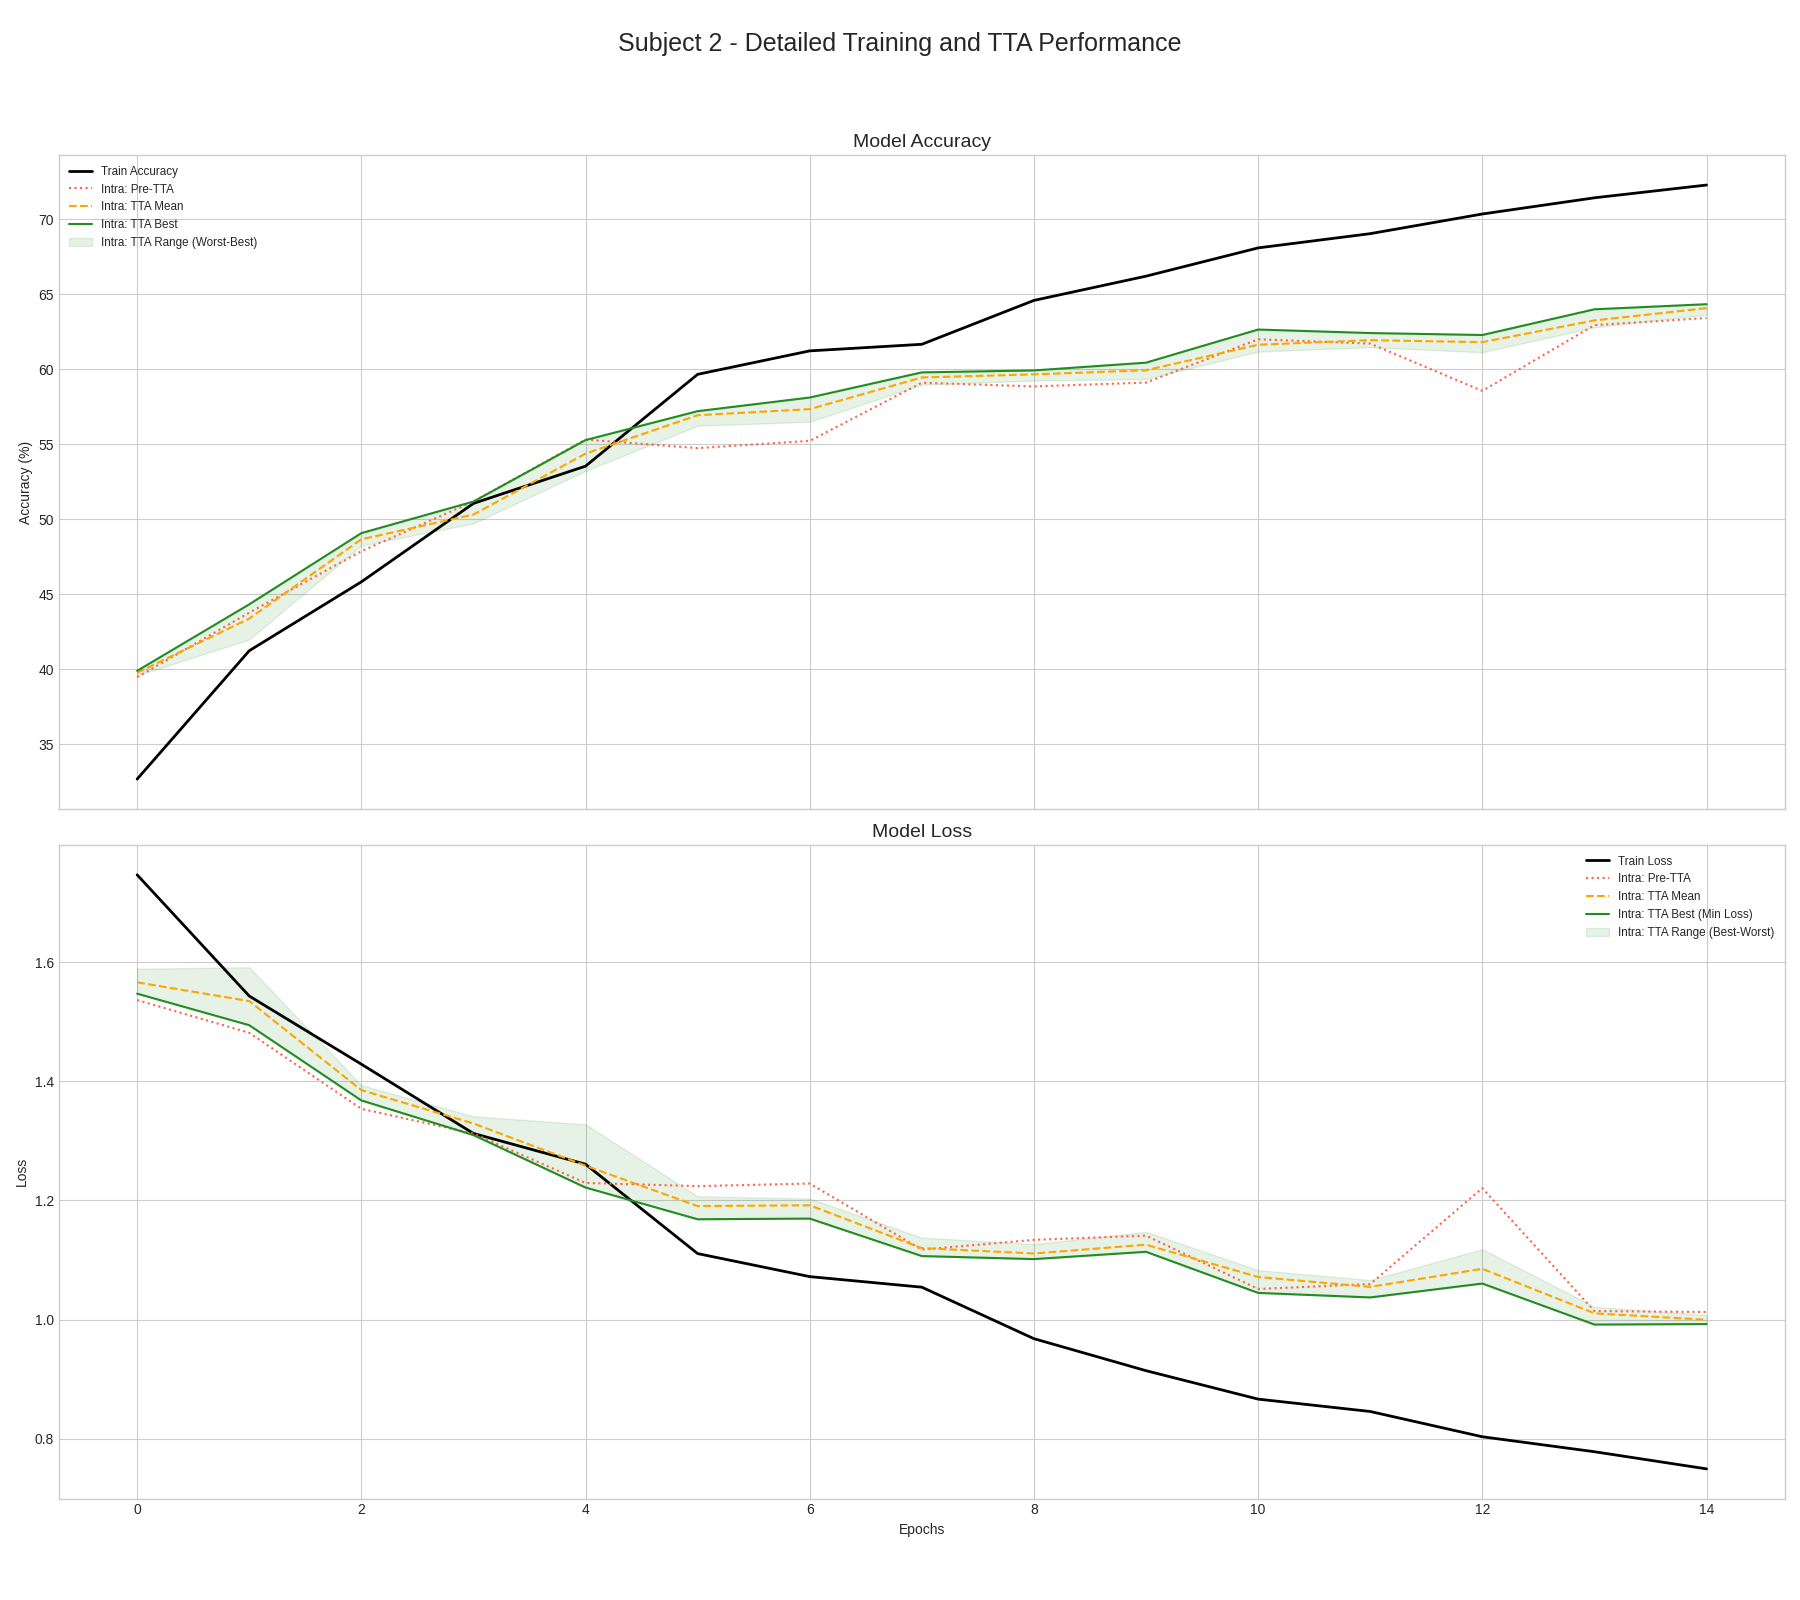 Subject 2 - Detailed Training and TTA Performance
Model Accuracy
Train Accuracy
Intra: Pre-TTA
Intra: TTA Mean
Intra: TTA Best
Intra: TTA Range (Worst-Best)
70
65
60
55
50
45
40
35
Accuracy (%)
Model Loss
Train Loss
Intra: Pre-TTA
Intra: TTA Mean
Intra: TTA Best (Min Loss)
Intra: TTA Range (Best-Worst)
1.6
1.4
1.2
1.0
0.8
Loss
0 2 4 6 8 10 12 14
Epochs